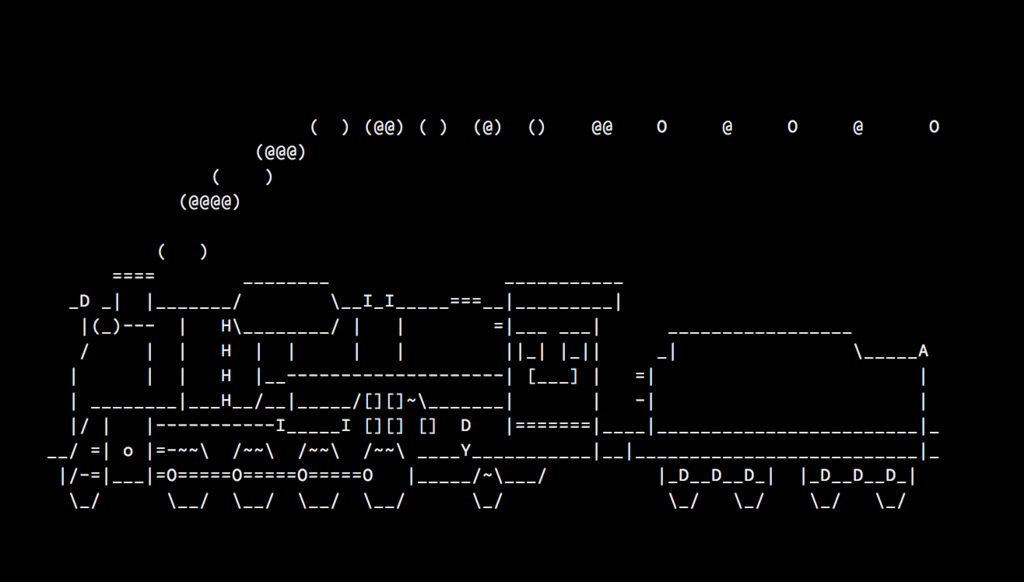 (  ) (@@) ( )  (@)  ()    @@    O     @     O     @      O
(@@@)
(    )
(@@@@)
(   )
====        ________                ___________
_D _|  |_______/        \__I_I_____===__|_________|
|(_)---  |   H\________/ |   |        =|___ ___|      _________________
/     |  |   H  |  |     |   |         ||_| |_||     _|                \_____A
|      |  |   H  |__--------------------| [___] |   =|                        |
| ________|___H__/__|_____/[][]~\_______|       |   -|                        |
|/ |   |-----------I_____I [][] []  D   |=======|____|________________________|_
__/ =| o |=-~~\  /~~\  /~~\  /~~\ ____Y___________|__|__________________________|_
|/-=|___|=O=====O=====O=====O   |_____/~\___/          |_D__D__D_|  |_D__D__D_|
\_/      \__/  \__/  \__/  \__/      \_/               \_/   \_/    \_/   \_/